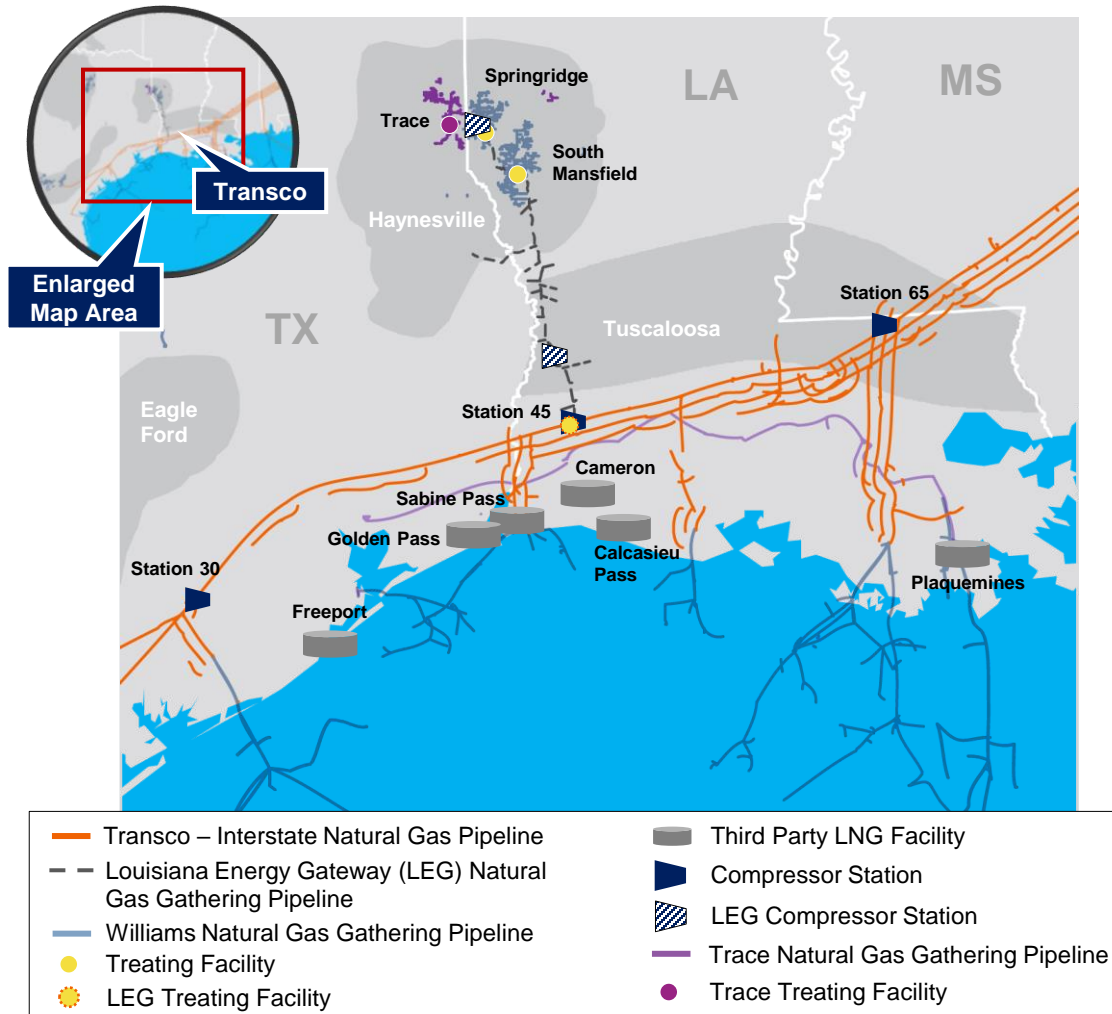 Springridge
LA
MS
Trace
South
Mansfield
Transco
Haynesville
Enlarged
Map Area
Station 65
TX
Tuscaloosa
Eagle
Ford
Station 45
Cameron
Sabine Pass
Golden Pass
Calcasieu
Pass
Station 30
Plaquemines
Freeport
Transco – Interstate Natural Gas Pipeline
Louisiana Energy Gateway (LEG) Natural
Gas Gathering Pipeline
Williams Natural Gas Gathering Pipeline
Treating Facility
LEG Treating Facility
Third Party LNG Facility
Compressor Station
LEG Compressor Station
Trace Natural Gas Gathering Pipeline
Trace Treating Facility